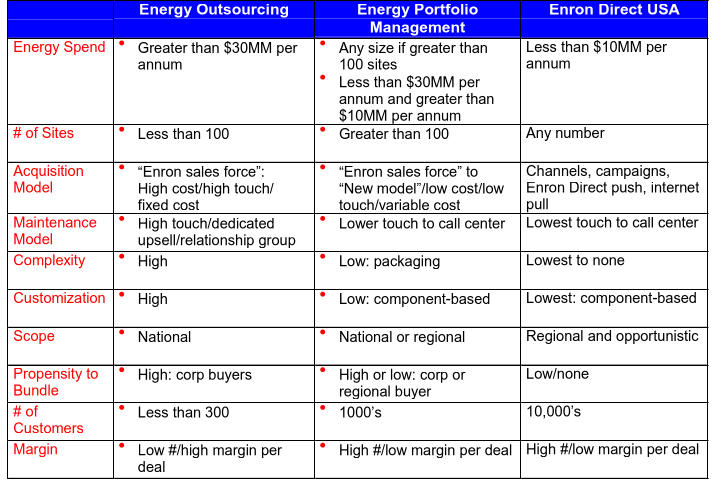 Energy Outsourcing Energy Portfolio Management Enron Direct USA
Energy Spend
• Greater than $30MM per
annum
• Any size if greater than
100 sites
• Less than $30MM per
annum and greater than
$10MM per annum
Less than $10MM per
annum
# of Sites
• Less than 100
• Greater than 100
Any number
Acquisition
Model
• “Enron sales force”:
High cost/high touch/
fixed cost
• “Enron sales force” to
“New model”/low cost/low
touch/variable cost
Channels, campaigns,
Enron Direct push, internet
pull
Maintenance
Model
• High touch/dedicated
upsell/relationship group
• Lower touch to call center
Lowest touch to call center
Complexity
• High
• Low: packaging
Lowest to none
Customization
• High
• Low: component-based
Lowest: component-based
Scope
• National
• National or regional
Regional and opportunistic
Propensity to
Bundle
• High: corp buyers
• High or low: corp or
regional buyer
Low/none
# of
Customers
• Less than 300
• 1000’s
10,000’s
Margin
• Low #/high margin per
deal
• High #/low margin per deal
High #/low margin per deal